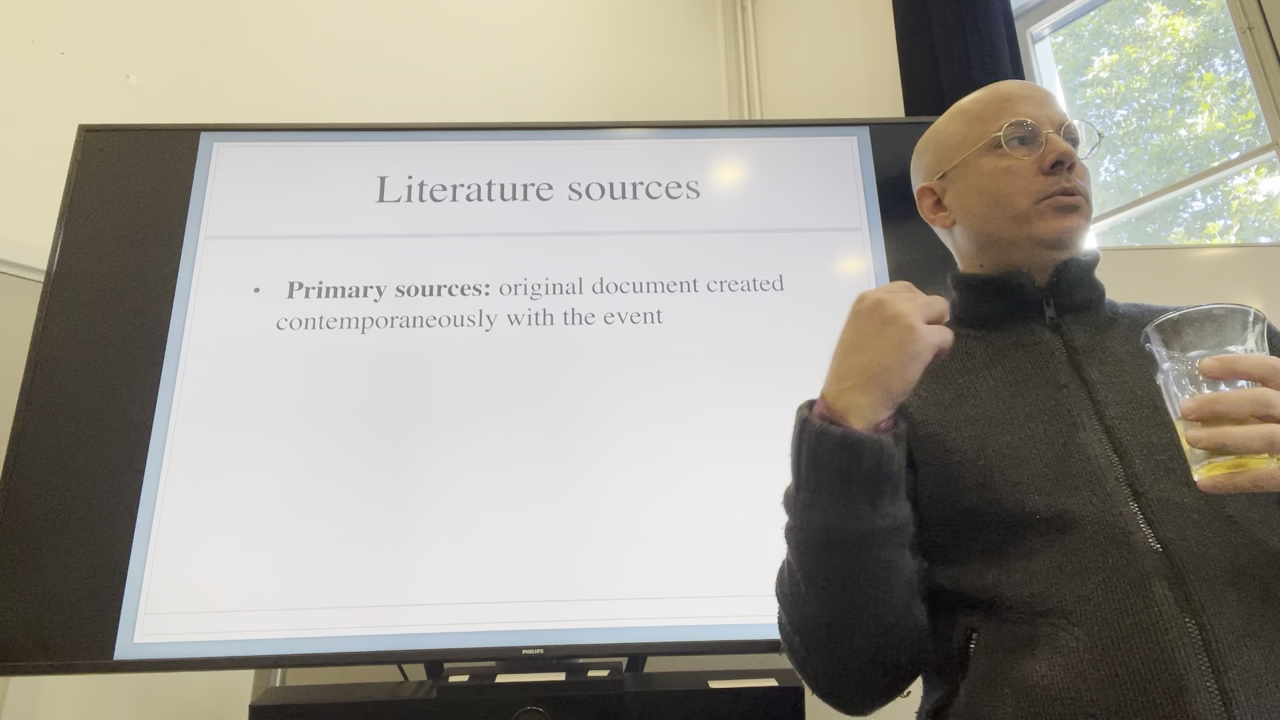 Literature sources
• Primary sources: original document created
contemporaneously with the event
PHILIPS